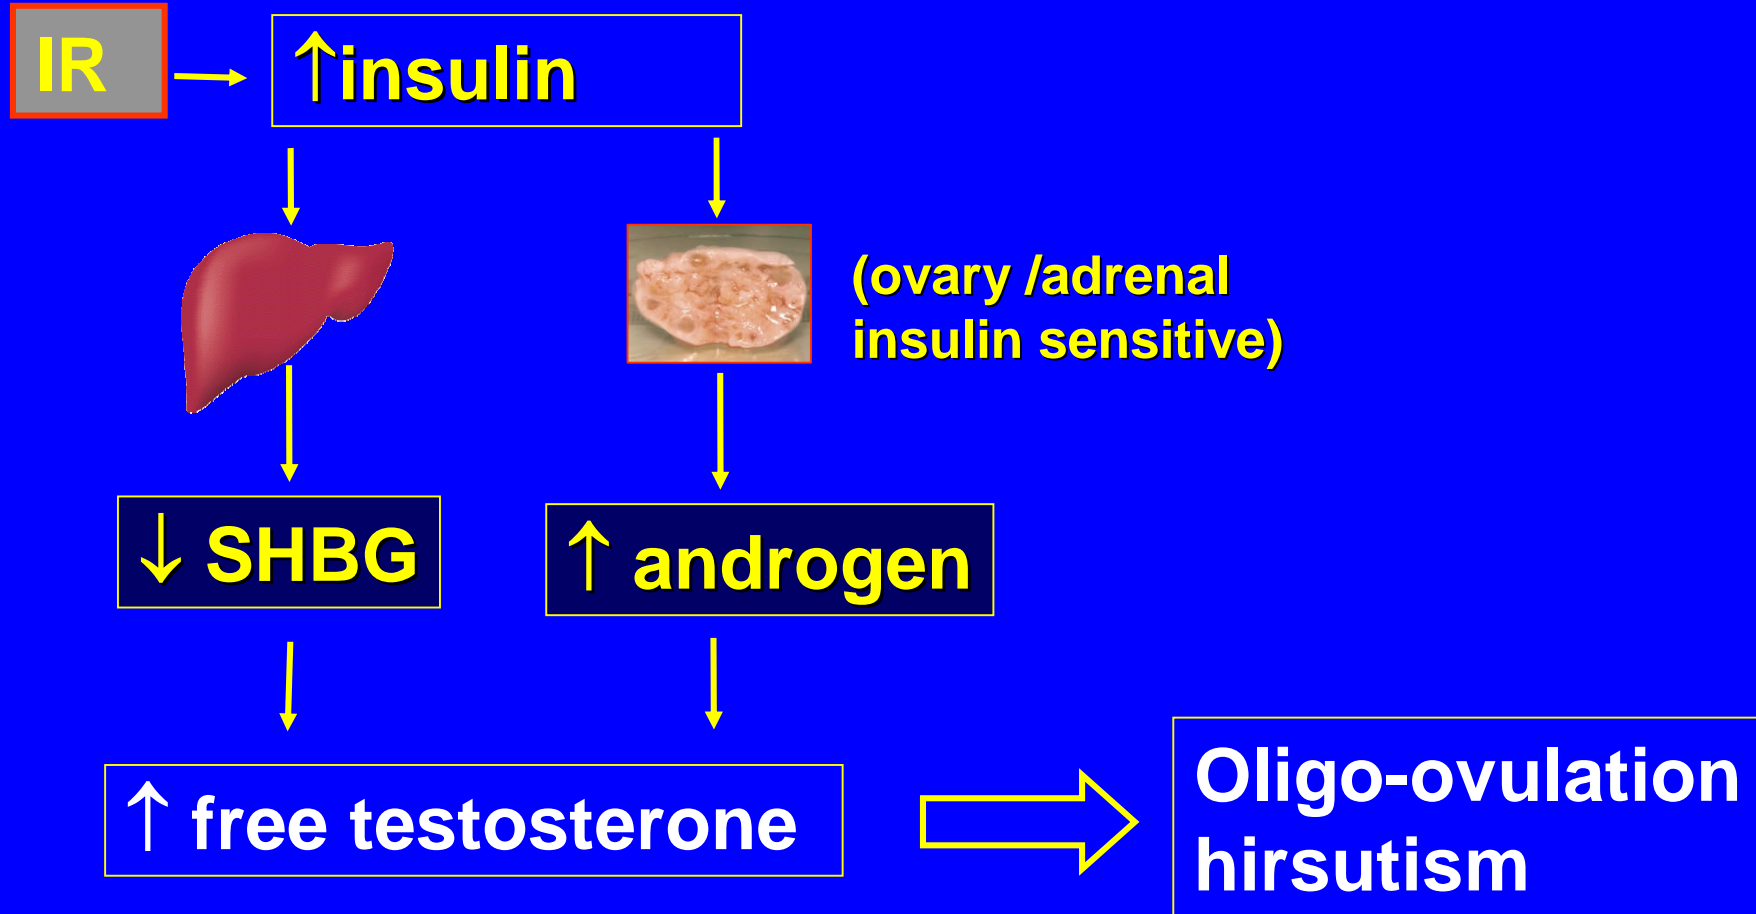 IR
↑insulin
(ovary /adrenal
insulin sensitive)
↓ SHBG
↑ androgen
↑ free testosterone
Oligo-ovulation
hirsutism